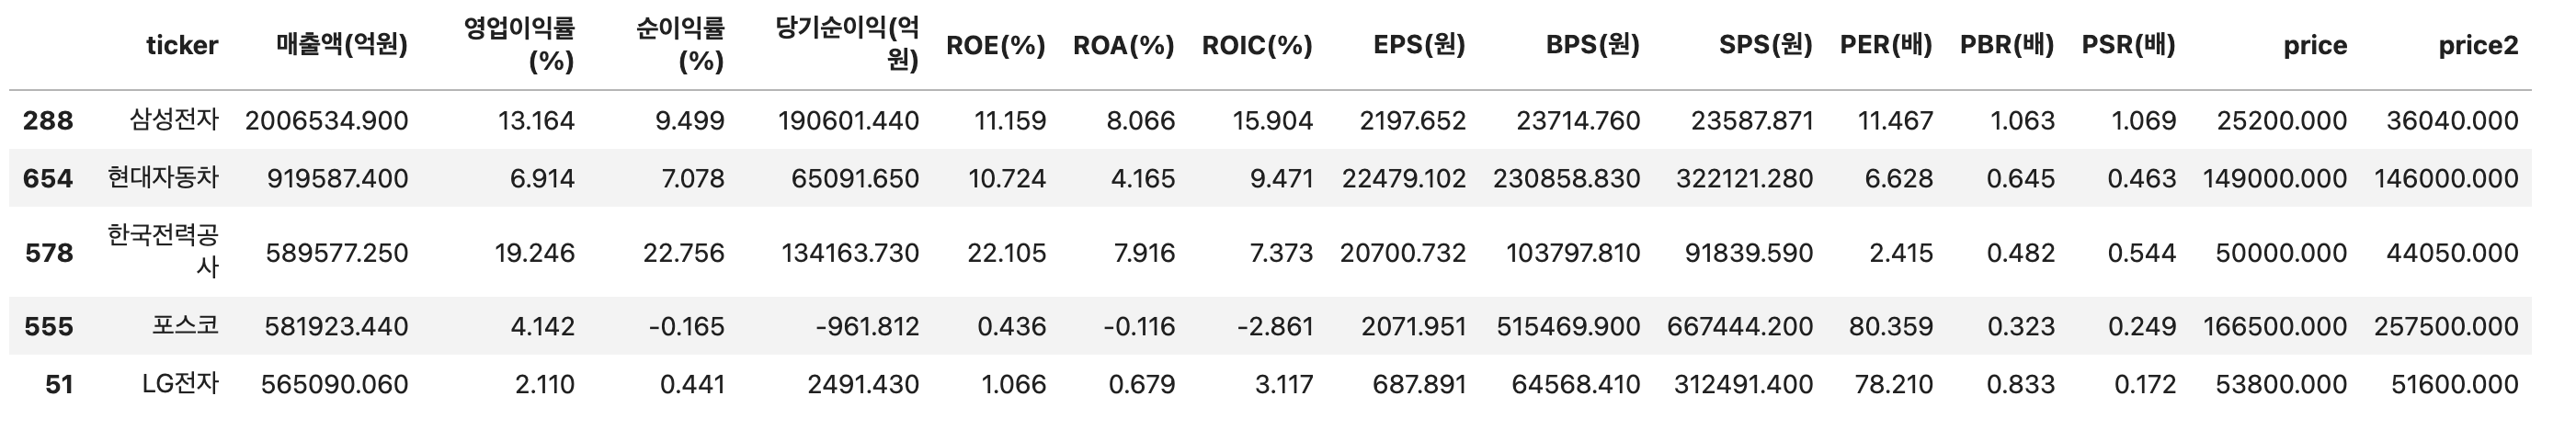 ticker 매출액(억원) 영업이익률(%) 순이익률(%) 당기순이익(억원) ROE(%) ROA(%) ROIC(%) EPS(원) BPS(원) SPS(원) PER(배) PBR(배) PSR(배) price price2
288 삼성전자 2006534.900 13.164 9.499 190601.440 11.159 8.066 15.904 2197.652 23714.760 23587.871 11.467 1.063 1.069 25200.000 36040.000
654 현대자동차 919587.400 6.914 7.078 65091.650 10.724 4.165 9.471 22479.102 230858.830 322121.280 6.628 0.645 0.463 149000.000 146000.000
578 한국전력공사 589577.250 19.246 22.756 134163.730 22.105 7.916 7.373 20700.732 103797.810 91839.590 2.415 0.482 0.544 50000.000 44050.000
555 포스코 581923.440 4.142 -0.165 -961.812 0.436 -0.116 -2.861 2071.951 515469.900 667444.200 80.359 0.323 0.249 166500.000 257500.000
51 LG전자 565090.060 2.110 0.441 2491.430 1.066 0.679 3.117 687.891 64568.410 312491.400 78.210 0.833 0.172 53800.000 51600.000